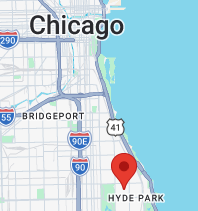 Chicago
290
BRIDGEPORT
55
41
90E
90
HYDE PARK